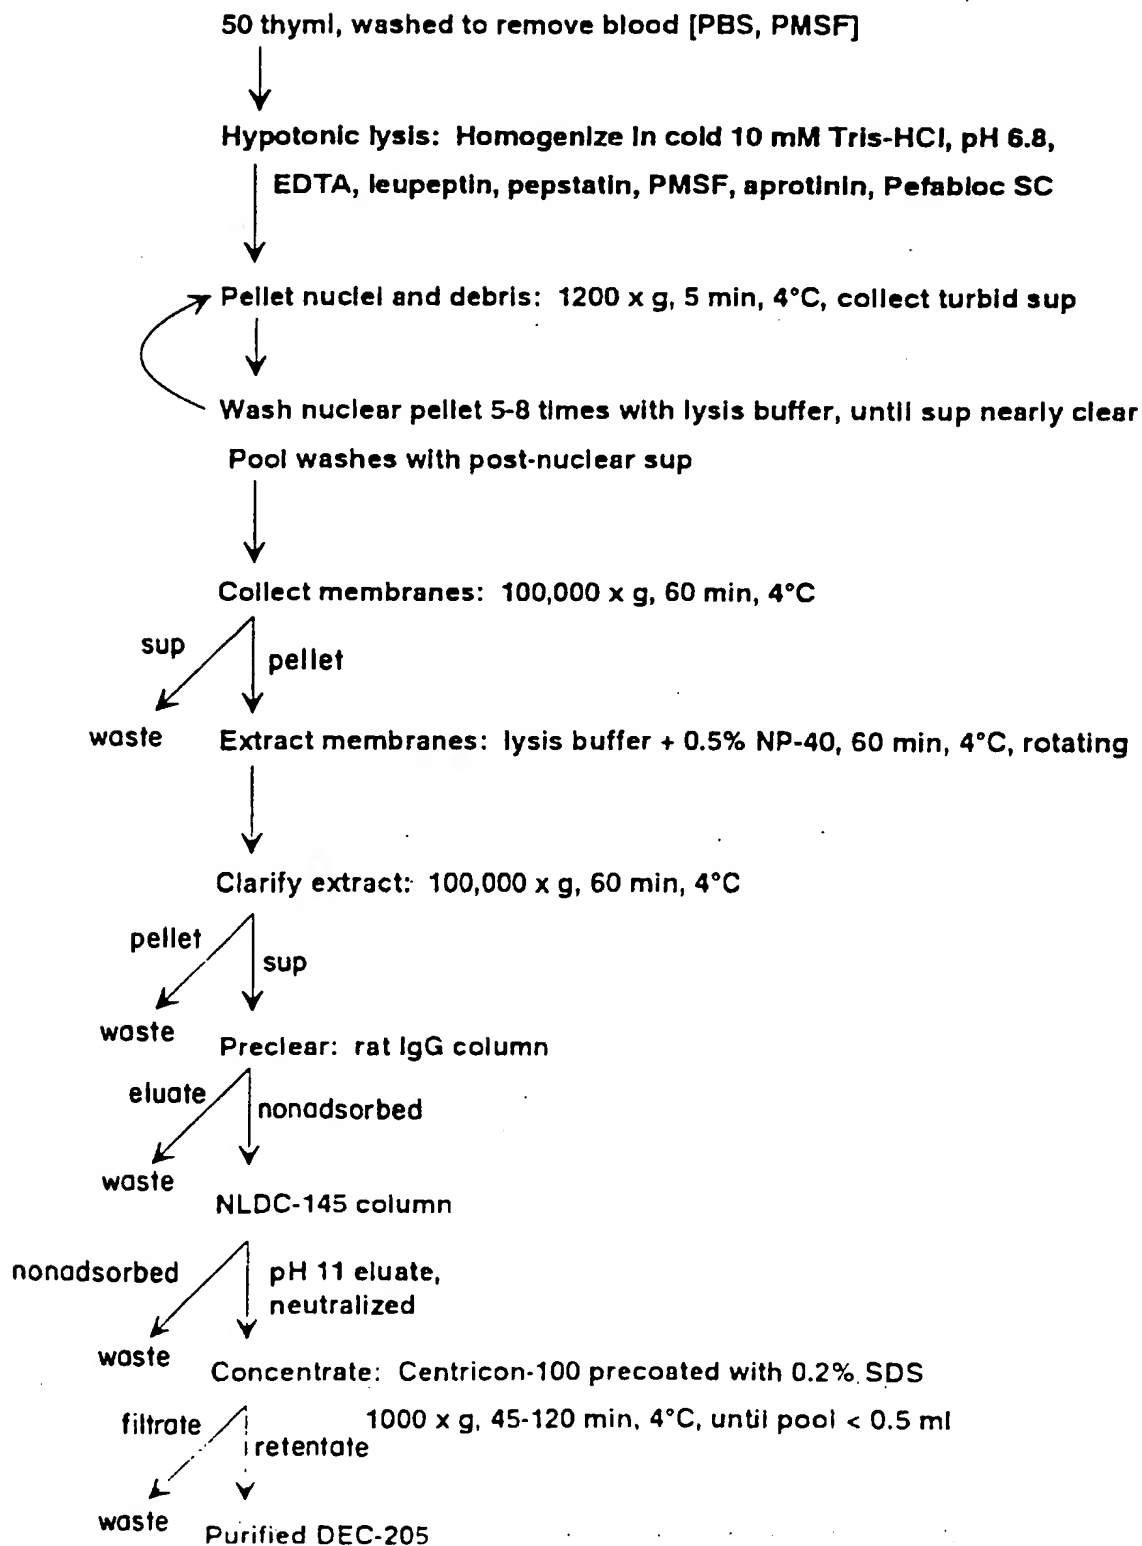 50 thymi, washed to remove blood [PBS, PMSF]
Hypotonic lysis: Homogenize in cold 10 mM Tris-HCl, pH 6.8,
EDTA, leupeptin, pepstatin, PMSF, aprotinin, Pefabloc SC
Pellet nuclei and debris: 1200 x g, 5 min, 4°C, collect turbid sup
Wash nuclear pellet 5-8 times with lysis buffer, until sup nearly clear
Pool washes with post-nuclear sup
Collect membranes: 100,000 x g, 60 min, 4°C
sup
pellet
waste
Extract membranes: lysis buffer + 0.5% NP-40, 60 min, 4°C, rotating
Clarify extract: 100,000 x g, 60 min, 4°C
pellet
sup
waste
Preclear: rat IgG column
eluate
nonadsorbed
waste
NLDC-145 column
nonadsorbed
pH 11 eluate,
neutralized
waste
Concentrate: Centricon-100 precoated with 0.2% SDS
filtrate
1000 x g, 45-120 min, 4°C, until pool < 0.5 ml
retentate
waste
Purified DEC-205